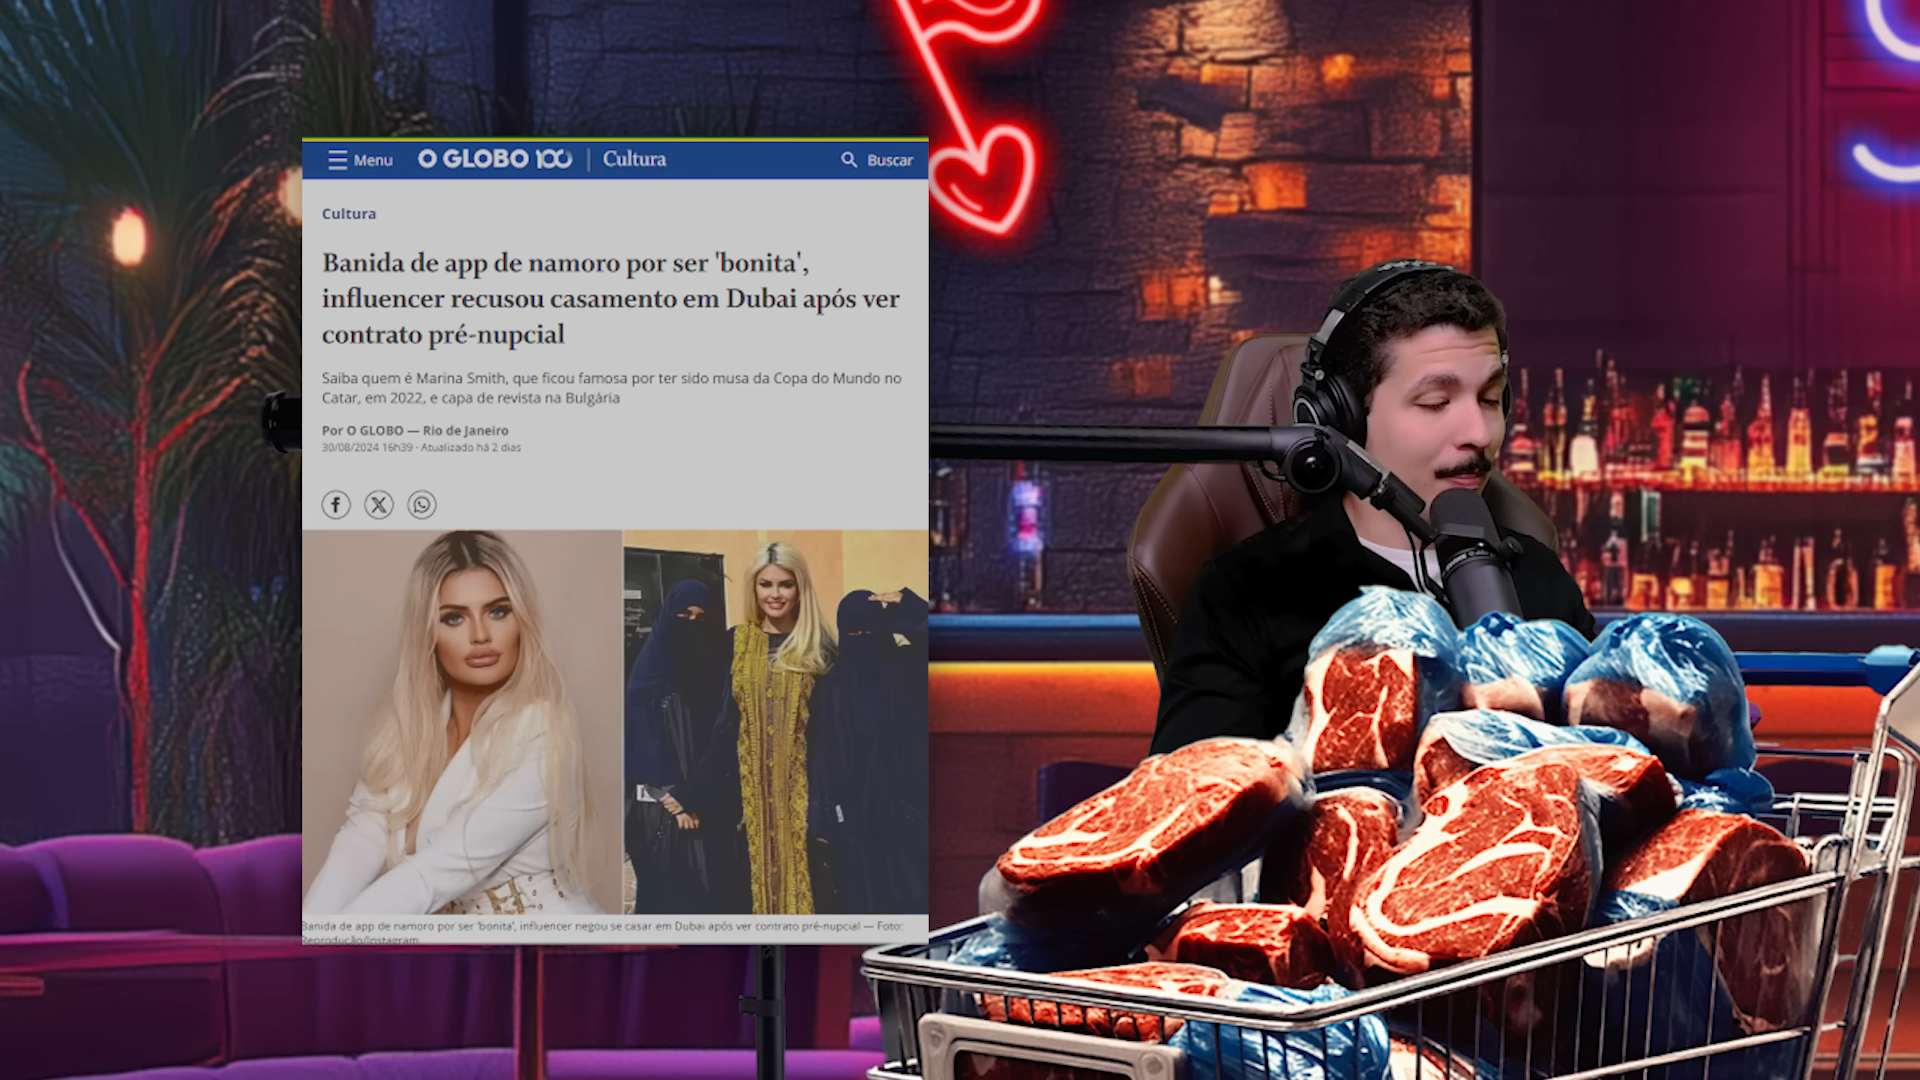 Menu O GLOBO 100 | Cultura Buscar
Cultura
Banida de app de namoro por ser 'bonita',
influencer recusou casamento em Dubai após ver
contrato pré-nupcial
Saiba quem é Marina Smith, que ficou famosa por ter sido musa da Copa do Mundo no
Catar, em 2022, e capa de revista na Bulgária
Por O GLOBO — Rio de Janeiro
30/08/2024 16h39 · Atualizado há 2 dias
Banida de app de namoro por ser 'bonita', influencer negou se casar em Dubai após ver contrato pré-nupcial — Foto:
Reprodução/Instagram